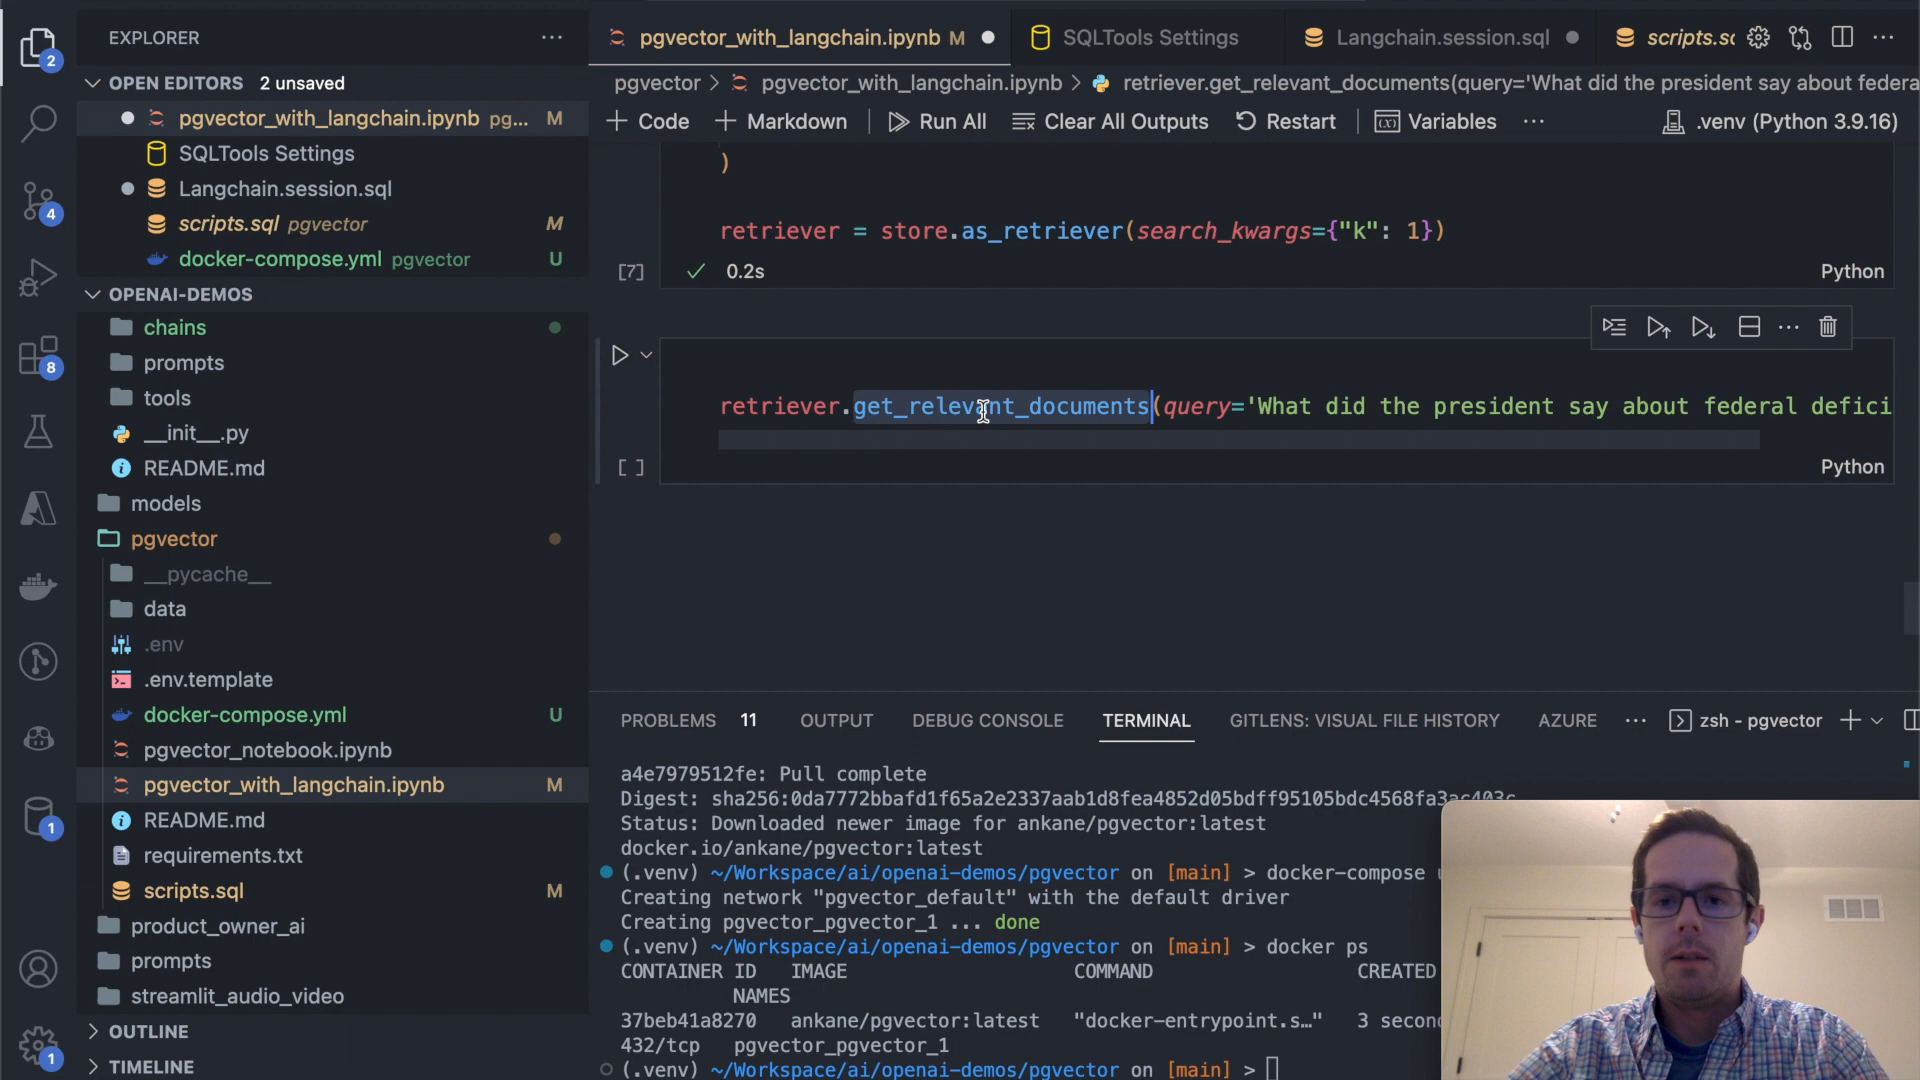 EXPLORER
OPEN EDITORS 2 unsaved
pgvector_with_langchain.ipynb pg... M
SQLTools Settings
Langchain.session.sql
scripts.sql pgvector M
docker-compose.yml pgvector U
OPENAI-DEMOS
chains
prompts
tools
__init__.py
README.md
models
pgvector
__pycache__
data
.env
.env.template
docker-compose.yml U
pgvector_notebook.ipynb
pgvector_with_langchain.ipynb M
README.md
requirements.txt
scripts.sql M
product_owner_ai
prompts
streamlit_audio_video
OUTLINE
TIMELINE
2
4
8
1
1
pgvector_with_langchain.ipynb M
SQLTools Settings
Langchain.session.sql
scripts.sc
pgvector > pgvector_with_langchain.ipynb > retriever.get_relevant_documents(query='What did the president say about federa
+ Code + Markdown Run All Clear All Outputs Restart Variables ... .venv (Python 3.9.16)
)
retriever = store.as_retriever(search_kwargs={"k": 1})
[7] 0.2s Python
retriever.get_relevant_documents(query='What did the president say about federal defici
[ ] Python
PROBLEMS 11 OUTPUT DEBUG CONSOLE TERMINAL GITLENS: VISUAL FILE HISTORY AZURE ... zsh - pgvector
a4e7979512fe: Pull complete
Digest: sha256:0da7772bbafd1f65a2e2337aab1d8fea4852d05bdff95105bdc4568fa3ac403c
Status: Downloaded newer image for ankane/pgvector:latest
docker.io/ankane/pgvector:latest
(.venv) ~/Workspace/ai/openai-demos/pgvector on [main] > docker-compose u
Creating network "pgvector_default" with the default driver
Creating pgvector_pgvector_1 ... done
(.venv) ~/Workspace/ai/openai-demos/pgvector on [main] > docker ps
CONTAINER ID IMAGE COMMAND CREATED
NAMES
37beb41a8270 ankane/pgvector:latest "docker-entrypoint.s…" 3 secon
432/tcp pgvector_pgvector_1
(.venv) ~/Workspace/ai/openai-demos/pgvector on [main] >